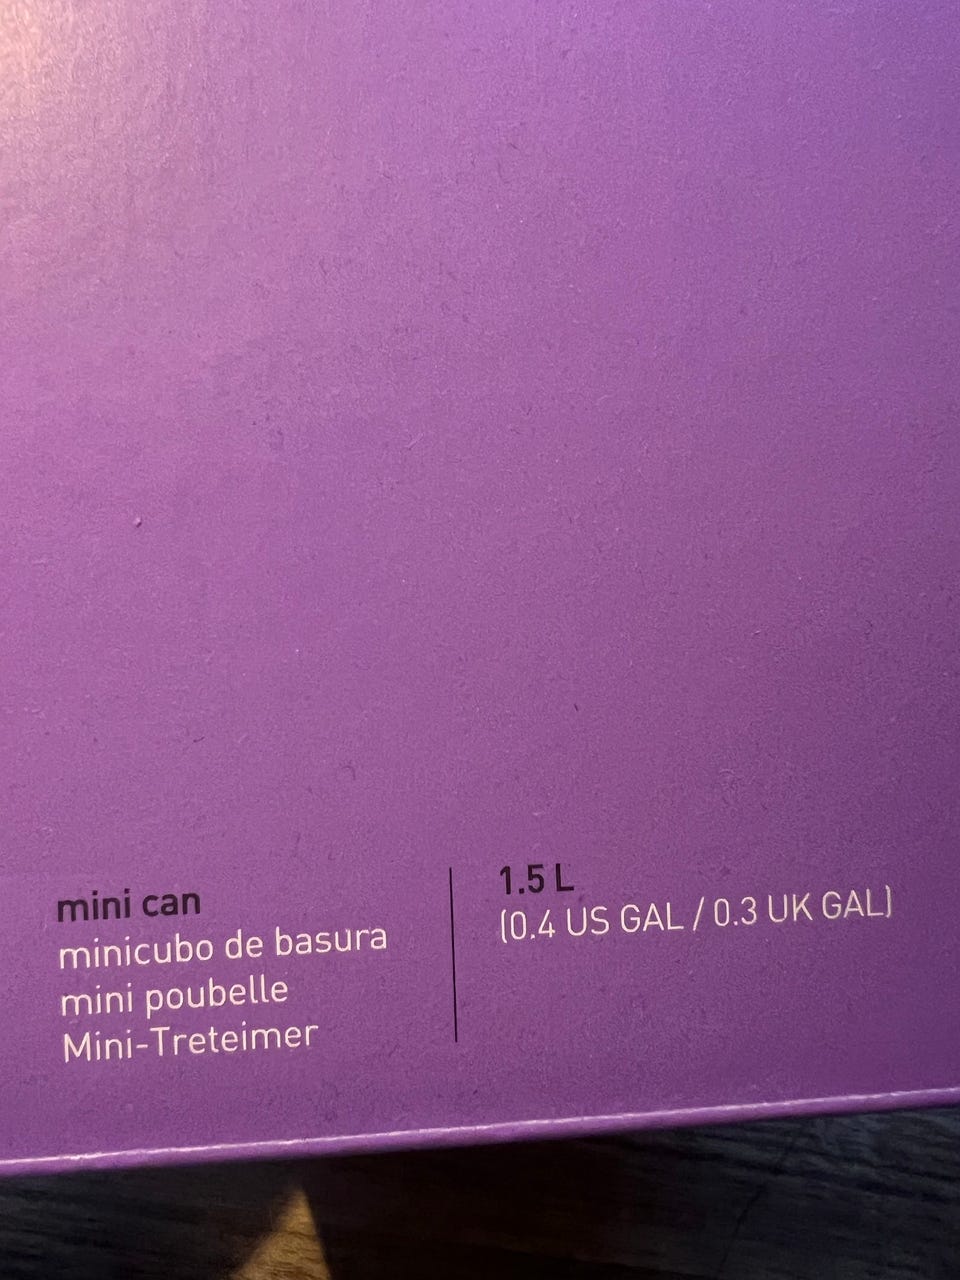 mini can
minicubo de basura
mini poubelle
Mini-Treteimer
1.5 L
(0.4 US GAL / 0.3 UK GAL)